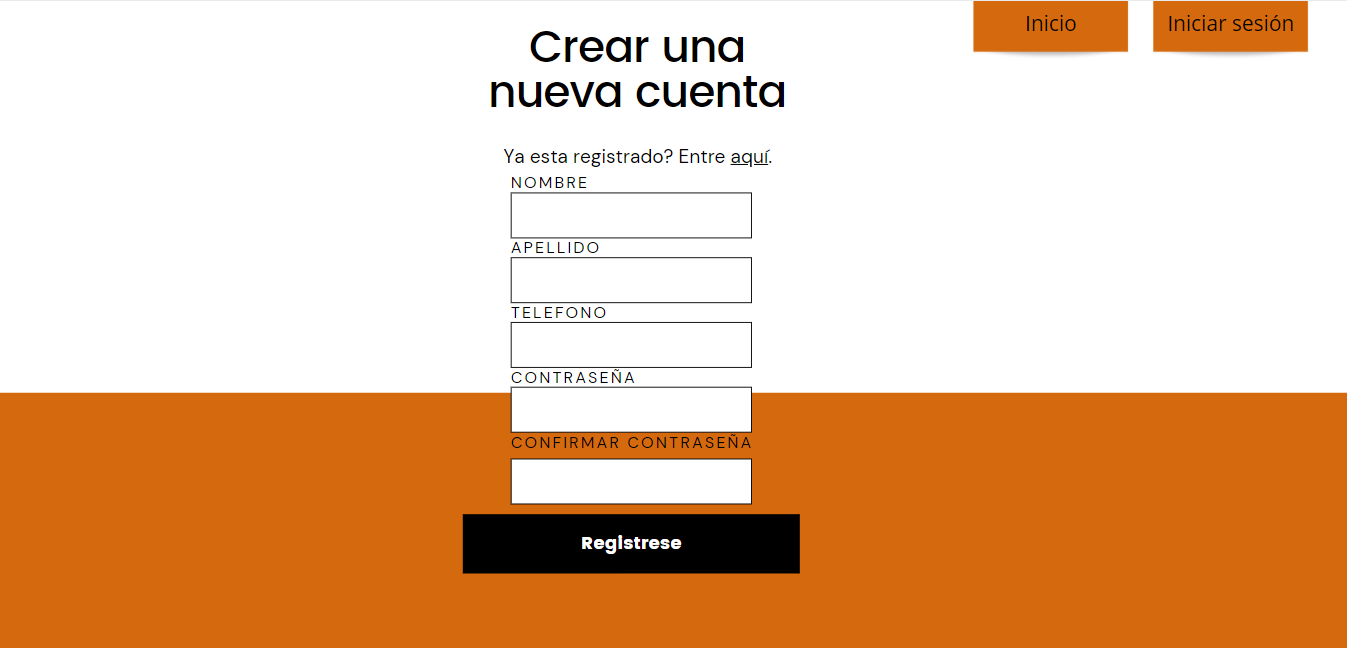 Inicio
Iniciar sesión
Crear una
nueva cuenta
Ya esta registrado? Entre aquí.
NOMBRE
APELLIDO
TELEFONO
CONTRASEÑA
CONFIRMAR CONTRASEÑA
Registrese